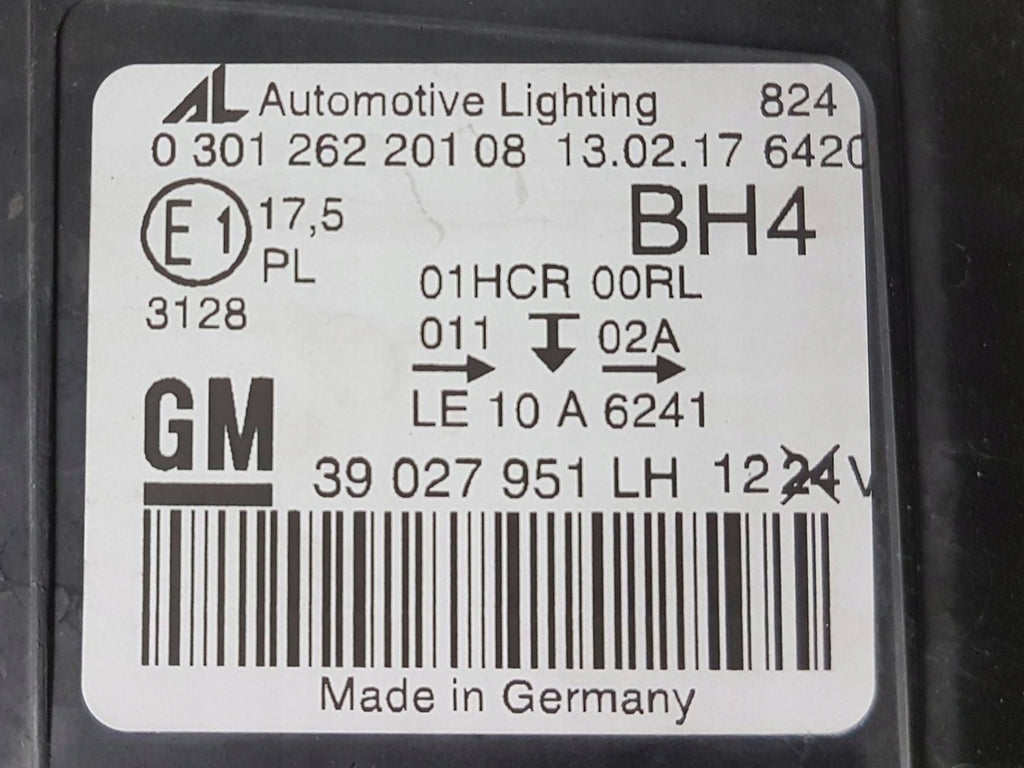 AL Automotive Lighting 824
0 301 262 201 08 13.02.17 6420
E1 17,5
PL
3128
BH4
01HCR 00RL
011 02A
LE 10 A 6241
GM
39 027 951 LH 12 24 V
Made in Germany